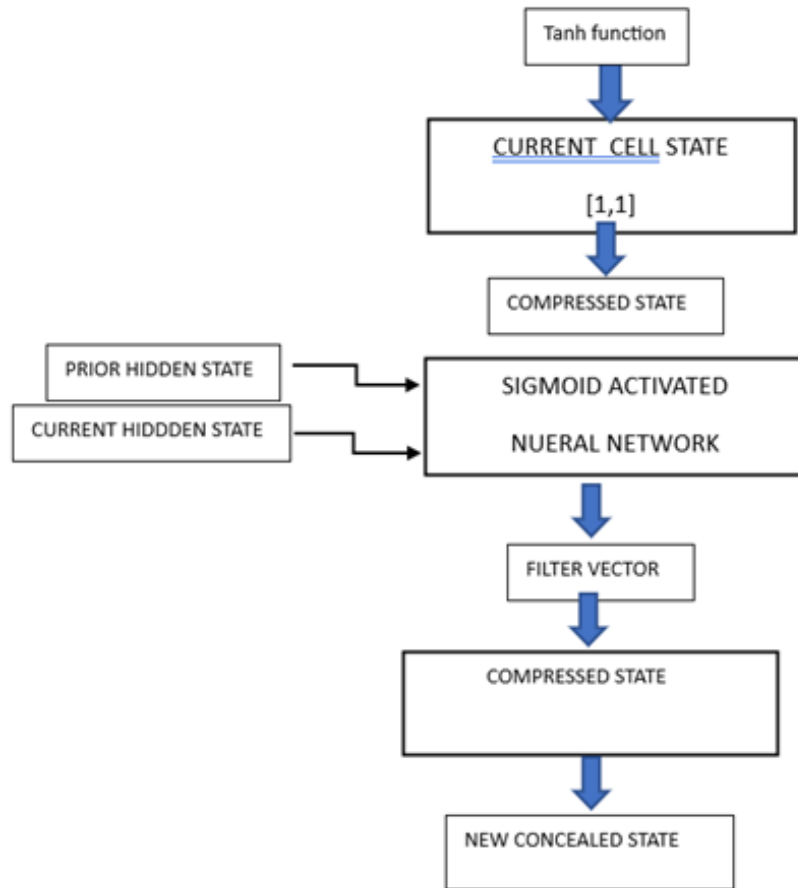 Tanh function
CURRENT CELL STATE
[1,1]
COMPRESSED STATE
PRIOR HIDDEN STATE
CURRENT HIDDDEN STATE
SIGMOID ACTIVATED
NUERAL NETWORK
FILTER VECTOR
COMPRESSED STATE
NEW CONCEALED STATE